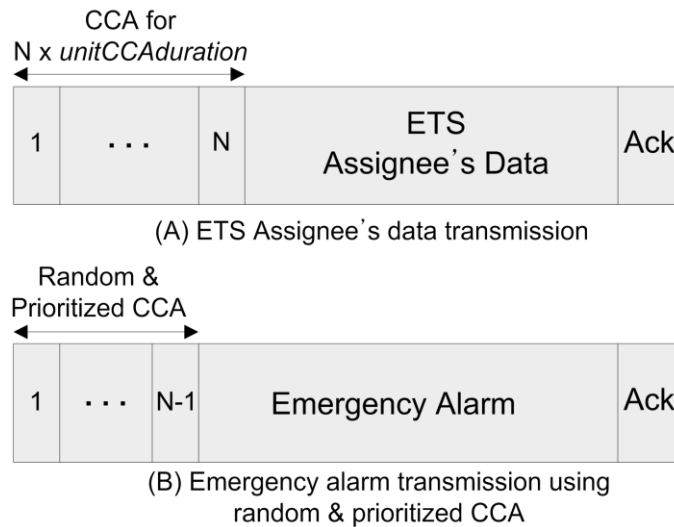 CCA for
N x unitCCAduration
1 · · · N ETS Assignee’s Data Ack
(A) ETS Assignee’s data transmission
Random &
Prioritized CCA
1 · · · N-1 Emergency Alarm Ack
(B) Emergency alarm transmission using
random & prioritized CCA